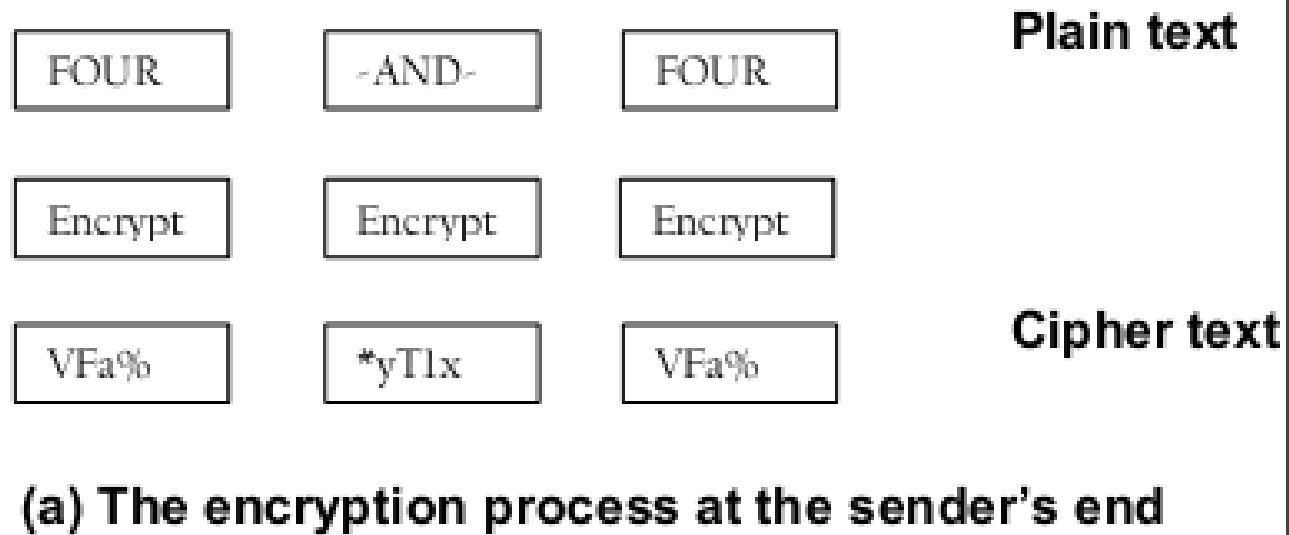 FOUR -AND- FOUR Plain text
Encrypt Encrypt Encrypt
VFa% *yT1x VFa% Cipher text
(a) The encryption process at the sender's end